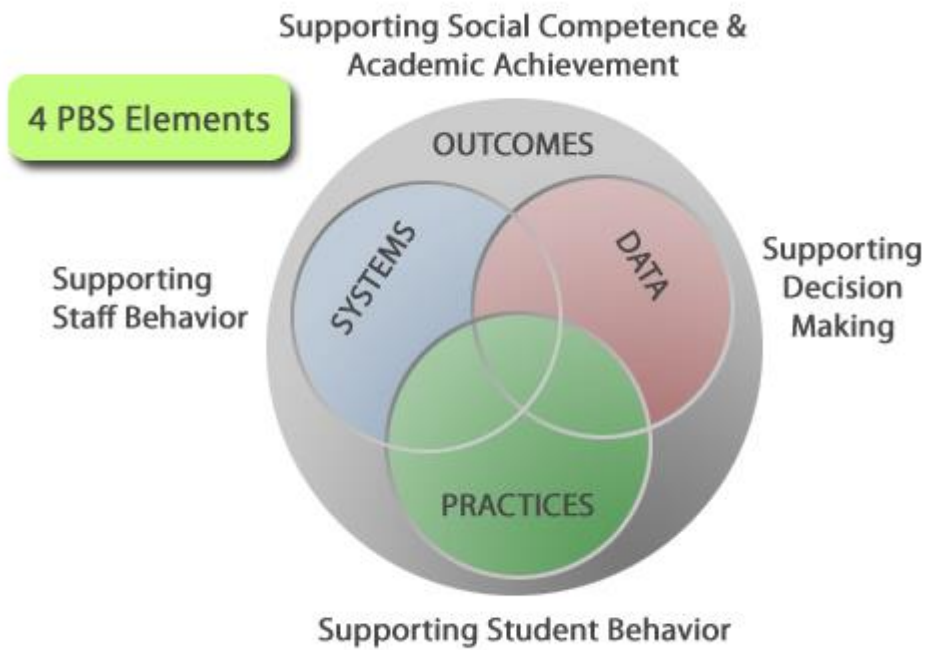 Supporting Social Competence &
Academic Achievement
4 PBS Elements
OUTCOMES
SYSTEMS
DATA
Supporting
Staff Behavior
Supporting
Decision
Making
PRACTICES
Supporting Student Behavior